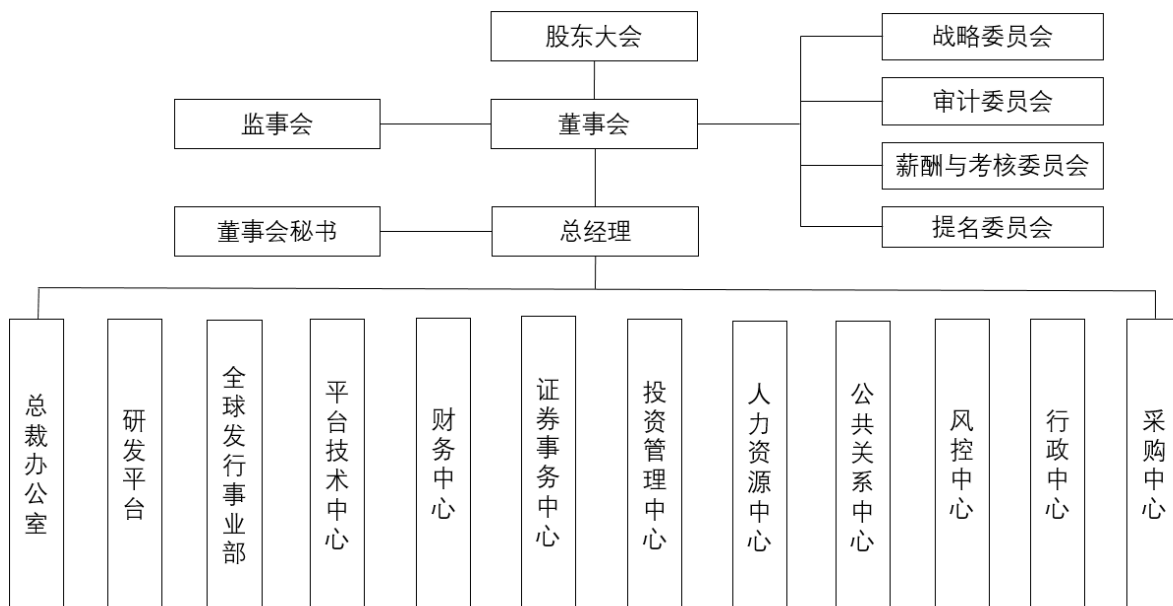 股东大会
战略委员会
审计委员会
监事会
董事会
薪酬与考核委员会
董事会秘书
总经理
提名委员会
总裁办公室
研发平台
全球发行事业部
平台技术中心
财务中心
证券事务中心
投资管理中心
人力资源中心
公共关系中心
风控中心
行政中心
采购中心